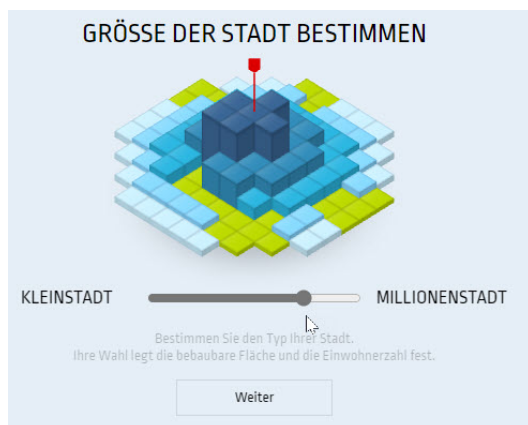 GRÖSSE DER STADT BESTIMMEN
KLEINSTADT
MILLIONENSTADT
Bestimmen Sie den Typ Ihrer Stadt.
Ihre Wahl legt die bebaubare Fläche und die Einwohnerzahl fest.
Weiter